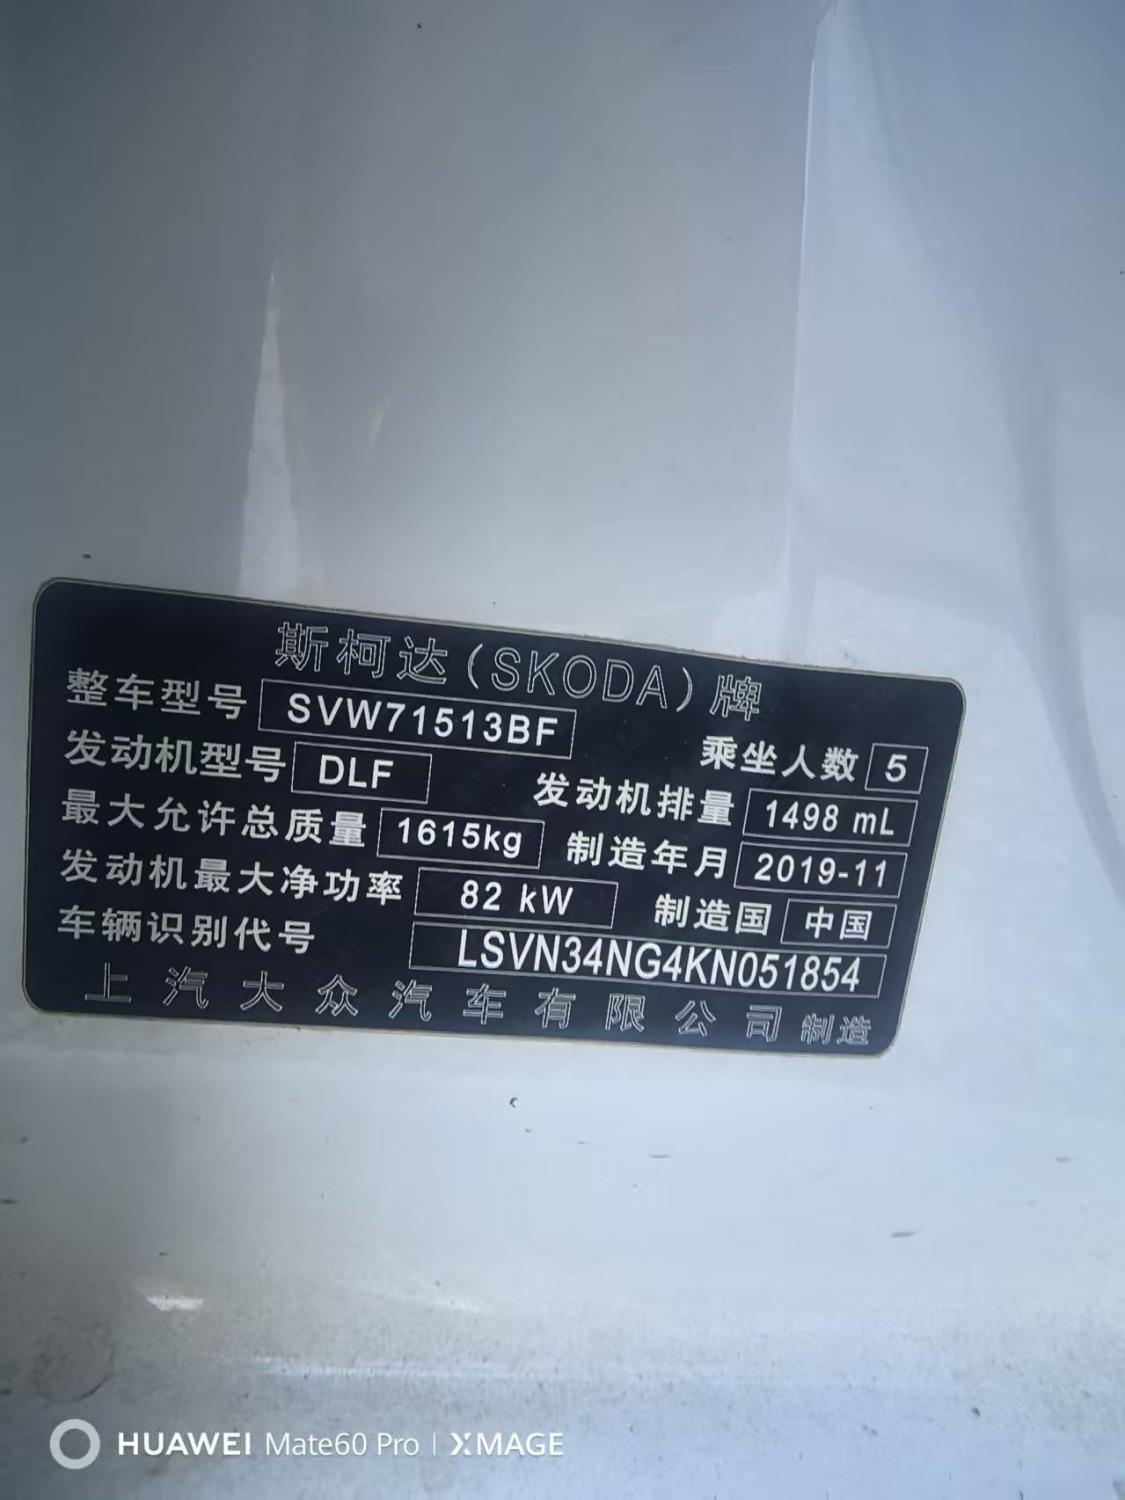 斯柯达(SKODA)牌
整车型号 SVW71513BF 乘坐人数 5
发动机型号 DLF 发动机排量 1498 mL
最大允许总质量 1615kg 制造年月 2019-11
发动机最大净功率 82 kW 制造国 中国
车辆识别代号 LSVN34NG4KN051854
上汽大众汽车有限公司 制造
HUAWEI Mate60 Pro | XMAGE